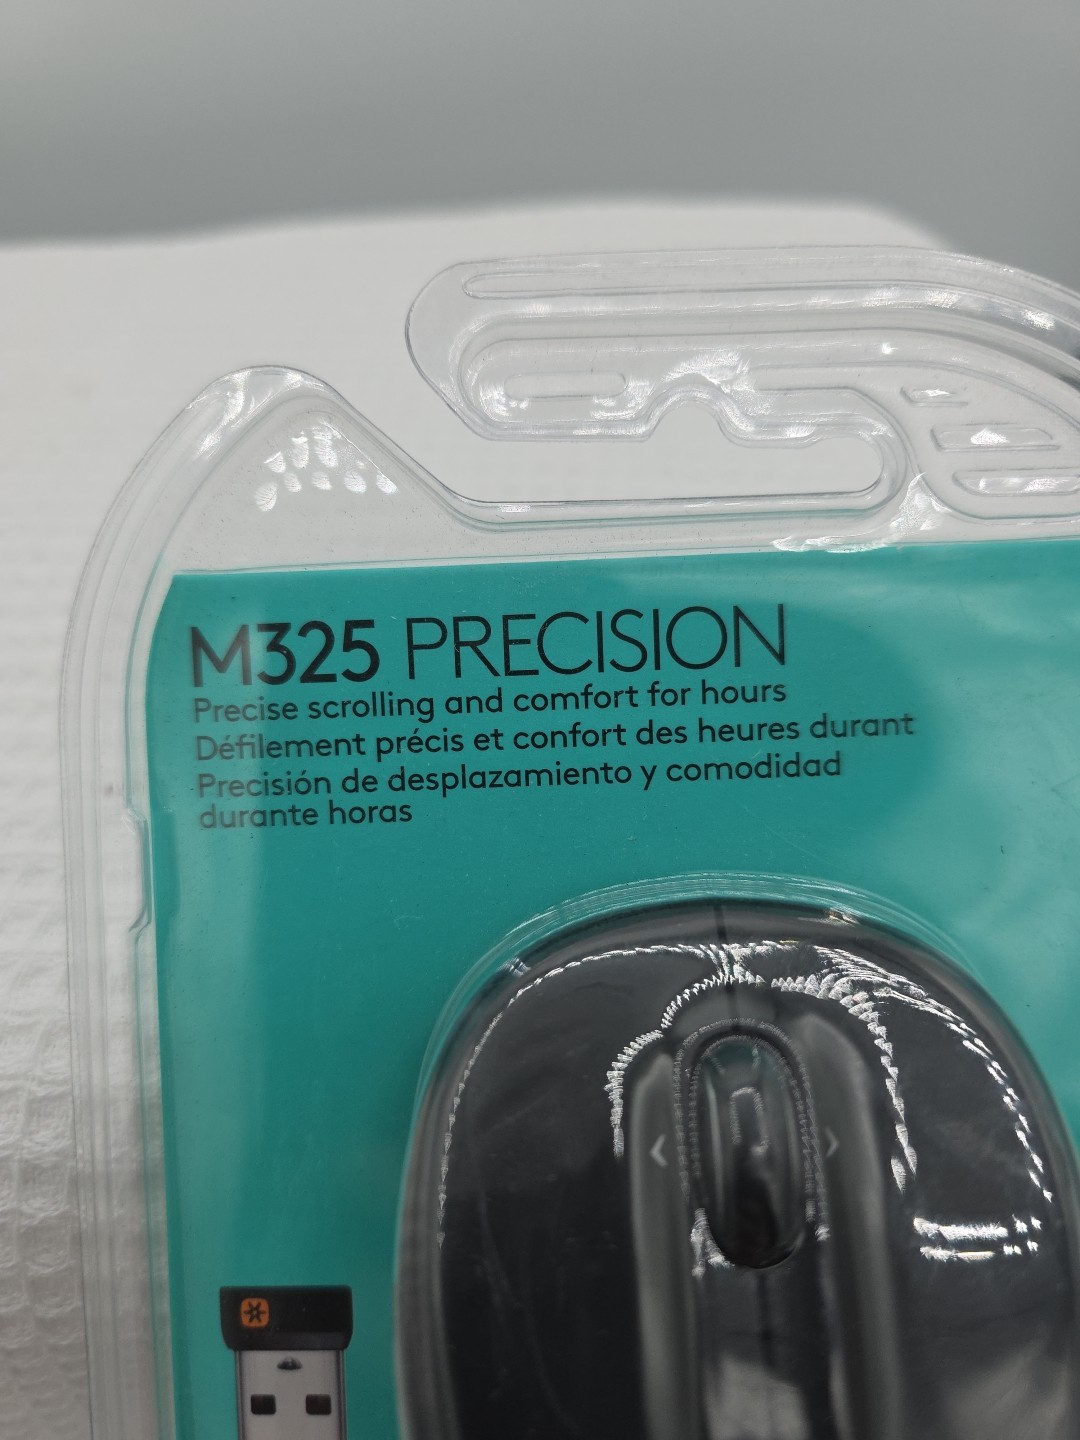 M325 PRECISION
Precise scrolling and comfort for hours
Défilement précis et confort des heures durant
Precisión de desplazamiento y comodidad
durante horas